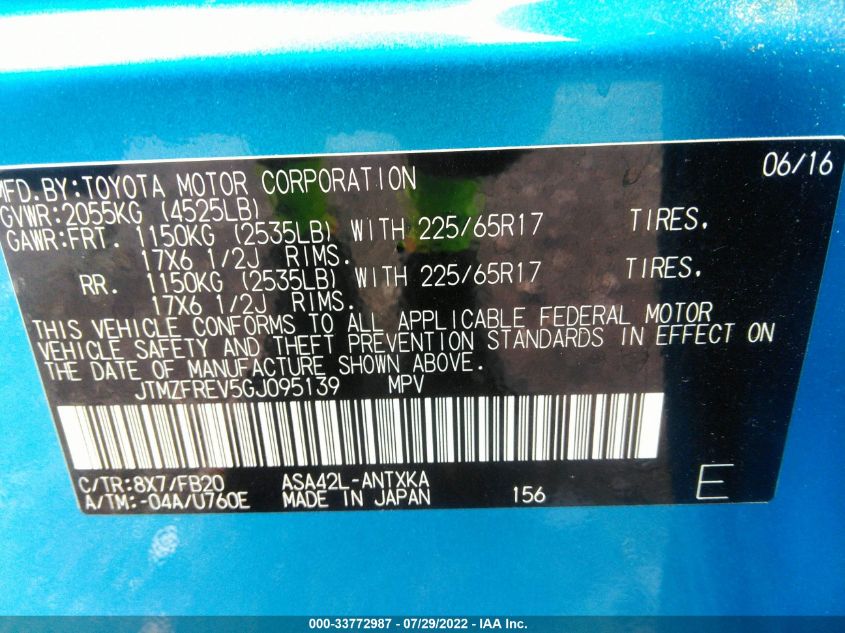 MFD. BY: TOYOTA MOTOR CORPORATION 06/16
GVWR: 2055KG (4525LB)
GAWR: FRT. 1150KG (2535LB) WITH 225/65R17 TIRES.
17X6 1/2J RIMS.
RR. 1150KG (2535LB) WITH 225/65R17 TIRES.
17X6 1/2J RIMS.
THIS VEHICLE CONFORMS TO ALL APPLICABLE FEDERAL MOTOR
VEHICLE SAFETY AND THEFT PREVENTION STANDARDS IN EFFECT ON
THE DATE OF MANUFACTURE SHOWN ABOVE.
JTMZFREV5GJ095139 MPV
C/TR: 8X7/FB20 ASA42L-ANTXKA
A/TM: -04A/U760E MADE IN JAPAN 156 E
000-33772987 - 07/29/2022 - IAA Inc.